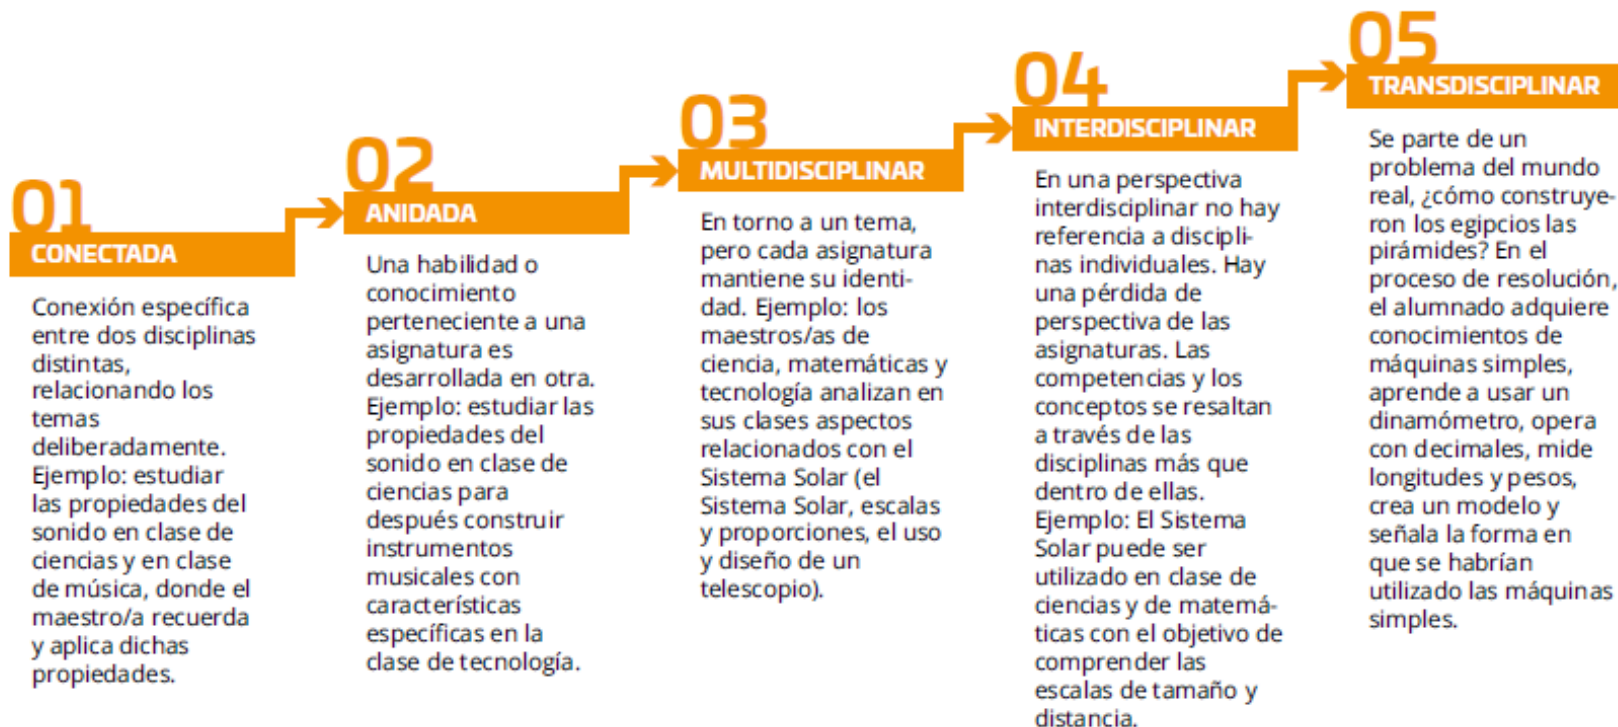 01
CONECTADA
Conexión específica
entre dos disciplinas
distintas,
relacionando los
temas
deliberadamente.
Ejemplo: estudiar
las propiedades del
sonido en clase de
ciencias y en clase
de música, donde el
maestro/a recuerda
y aplica dichas
propiedades.
02
ANIDADA
Una habilidad o
conocimiento
perteneciente a una
asignatura es
desarrollada en otra.
Ejemplo: estudiar las
propiedades del
sonido en clase de
ciencias para
después construir
instrumentos
musicales con
características
específicas en la
clase de tecnología.
03
MULTIDISCIPLINAR
En torno a un tema,
pero cada asignatura
mantiene su identi-
dad. Ejemplo: los
maestros/as de
ciencia, matemáticas y
tecnología analizan en
sus clases aspectos
relacionados con el
Sistema Solar (el
Sistema Solar, escalas
y proporciones, el uso
y diseño de un
telescopio).
04
INTERDISCIPLINAR
En una perspectiva
interdisciplinar no hay
referencia a discipli-
nas individuales. Hay
una pérdida de
perspectiva de las
asignaturas. Las
competencias y los
conceptos se resaltan
a través de las
disciplinas más que
dentro de ellas.
Ejemplo: El Sistema
Solar puede ser
utilizado en clase de
ciencias y de matemá-
ticas con el objetivo de
comprender las
escalas de tamaño y
distancia.
05
TRANSDISCIPLINAR
Se parte de un
problema del mundo
real, ¿cómo construye-
ron los egipcios las
pirámides? En el
proceso de resolución,
el alumnado adquiere
conocimientos de
máquinas simples,
aprende a usar un
dinamómetro, opera
con decimales, mide
longitudes y pesos,
crea un modelo y
señala la forma en
que se habrían
utilizado las máquinas
simples.